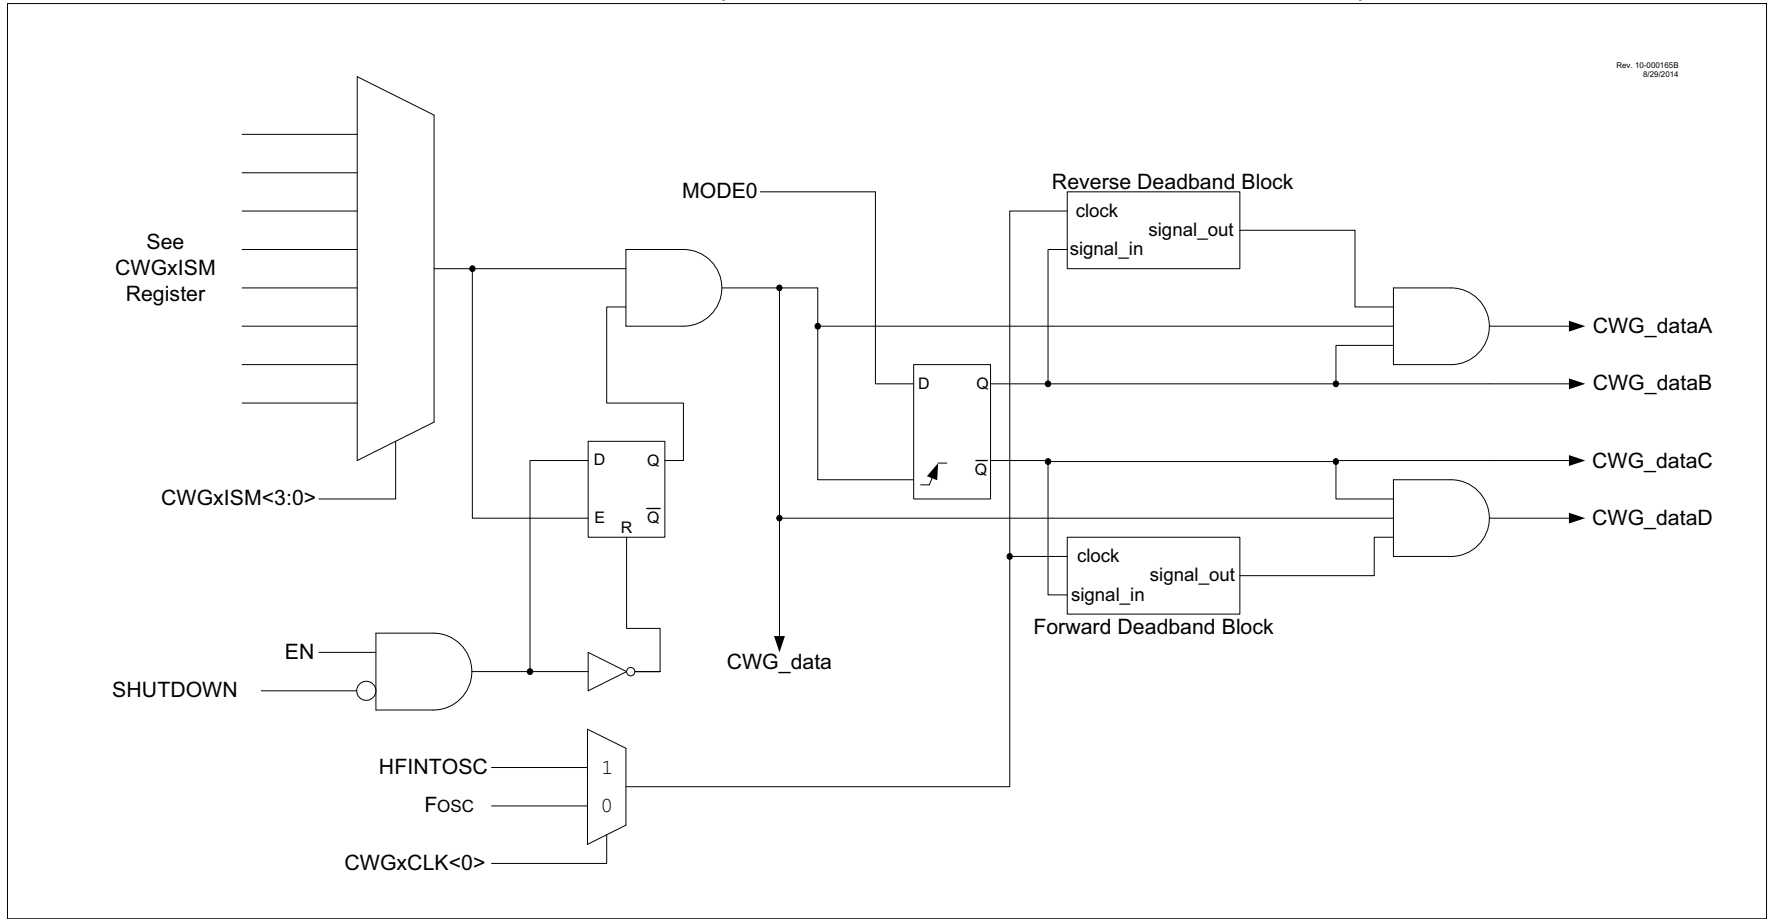 Rev. 10-000165B
8/29/2014
See
CWGxISM
Register
CWGxISM<3:0>
MODE0
Reverse Deadband Block
clock
signal_in
signal_out
D
Q
Q
CWG_dataA
CWG_dataB
CWG_dataC
CWG_dataD
D
Q
E
R
Q
clock
signal_in
signal_out
Forward Deadband Block
EN
SHUTDOWN
CWG_data
HFINTOSC
1
FOSC
0
CWGxCLK<0>